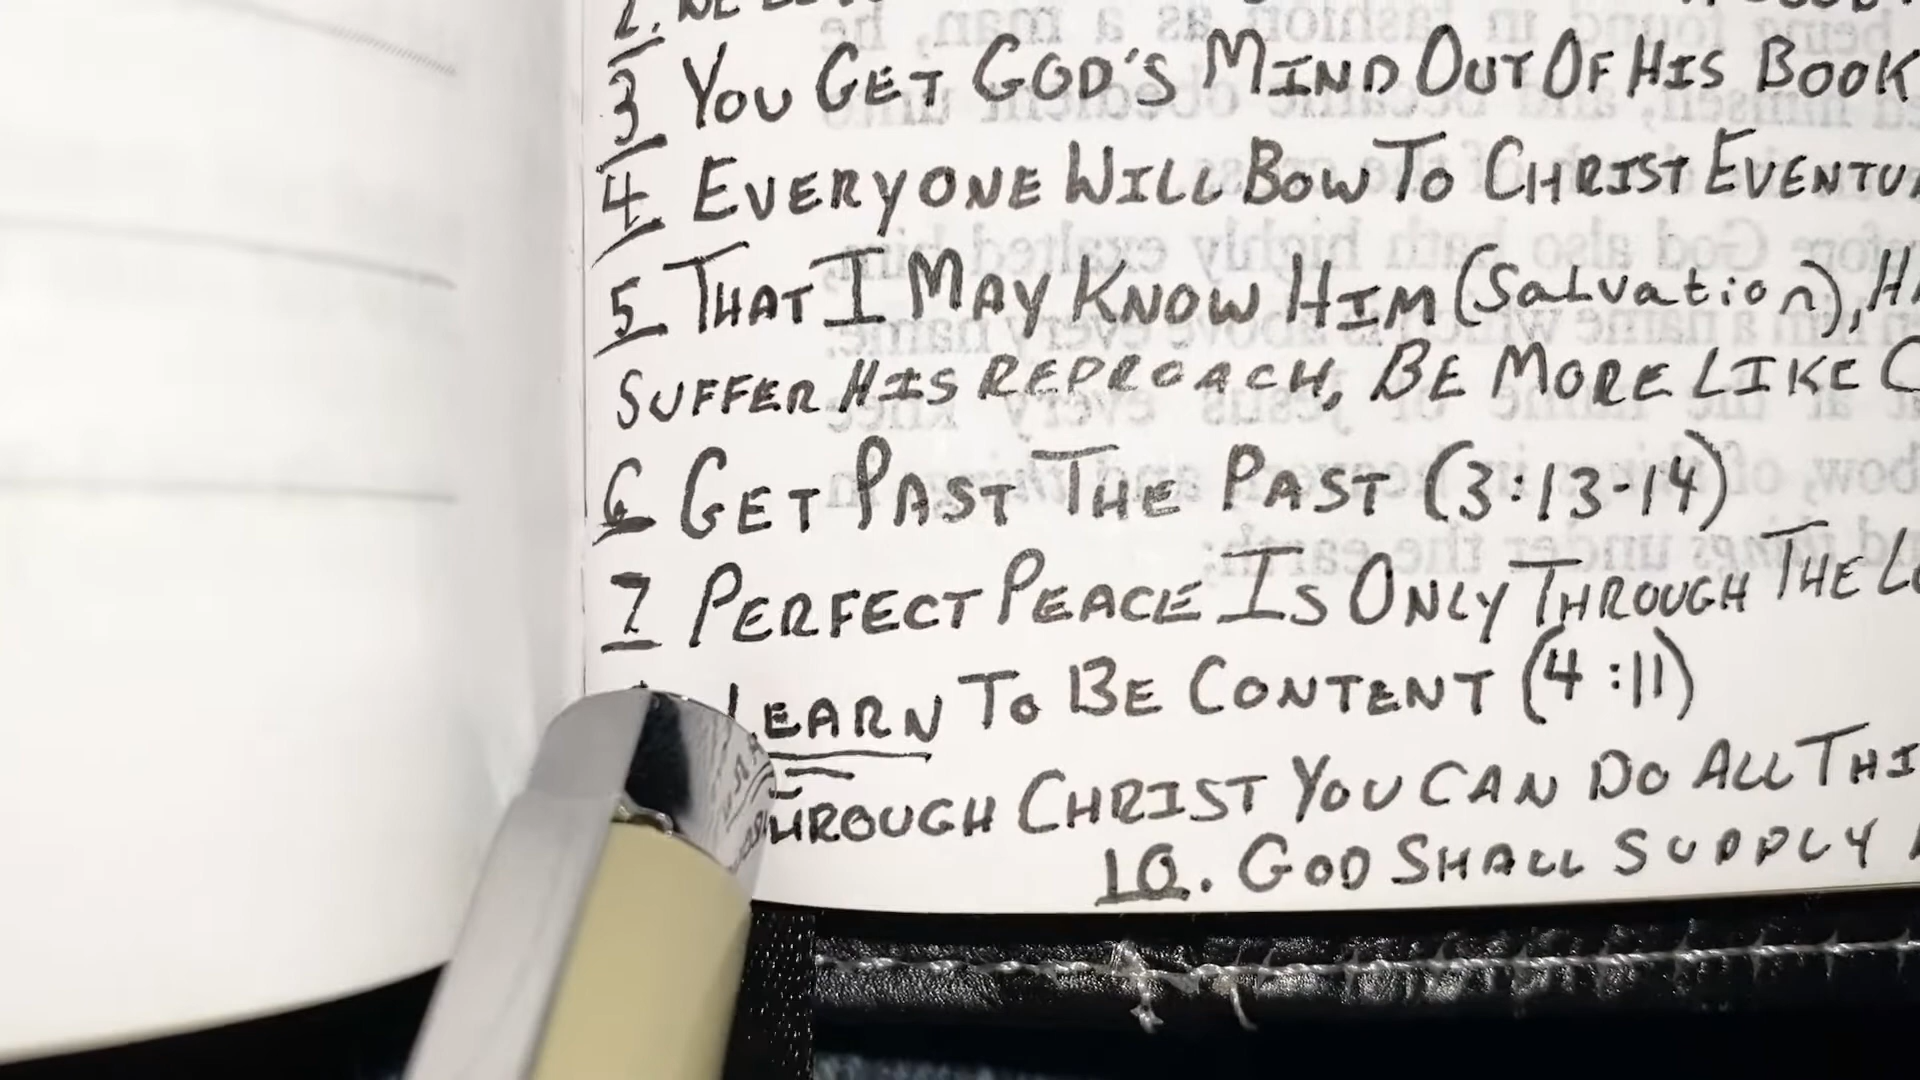 2.
3 YOU GET GOD'S MIND OUT OF HIS BOOK
4 EVERYONE WILL BOW TO CHRIST
5 THAT I MAY KNOW HIM (Salvation),
SUFFER HIS REPROACH, BE MORE LIKE
6 GET PAST THE PAST (3:13-14)
7 PERFECT PEACE IS ONLY THROUGH THE
LEARN TO BE CONTENT (4:11)
THROUGH CHRIST YOU CAN DO ALL
10. GOD SHALL SUPPLY